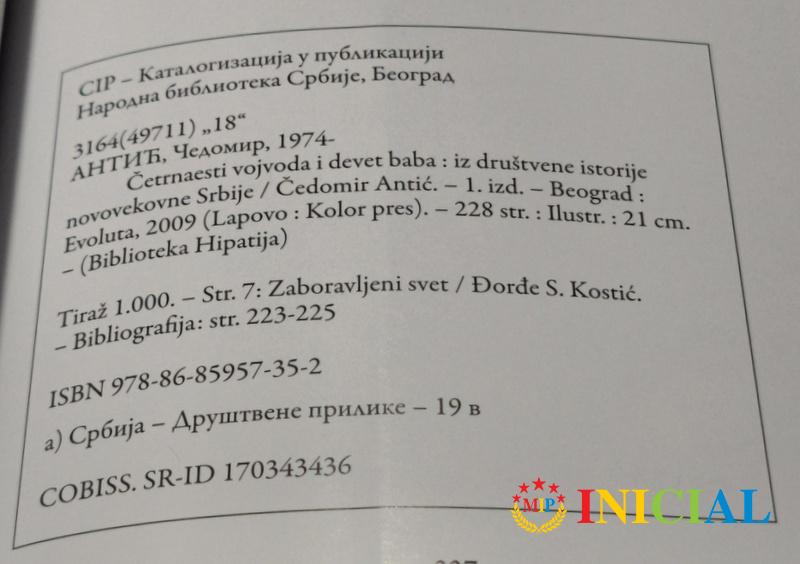 CIP – Каталогизација у публикацији
Народна библиотека Србије, Београд
3164(49711) „18“
АНТИЋ, Чедомир, 1974-
Četrnaesti vojvoda i devet baba : iz društvene istorije
novovekovne Srbije / Čedomir Antić. – 1. izd. – Beograd :
Evoluta, 2009 (Lapovo : Kolor pres). – 228 str. : Ilustr. : 21 cm.
– (Biblioteka Hipatija)
Tiraž 1.000. – Str. 7: Zaboravljeni svet / Đorđe S. Kostić.
– Bibliografija: str. 223-225
ISBN 978-86-85957-35-2
a) Србија – Друштвене прилике – 19 в
COBISS. SR-ID 170343436
MIP INICIAL